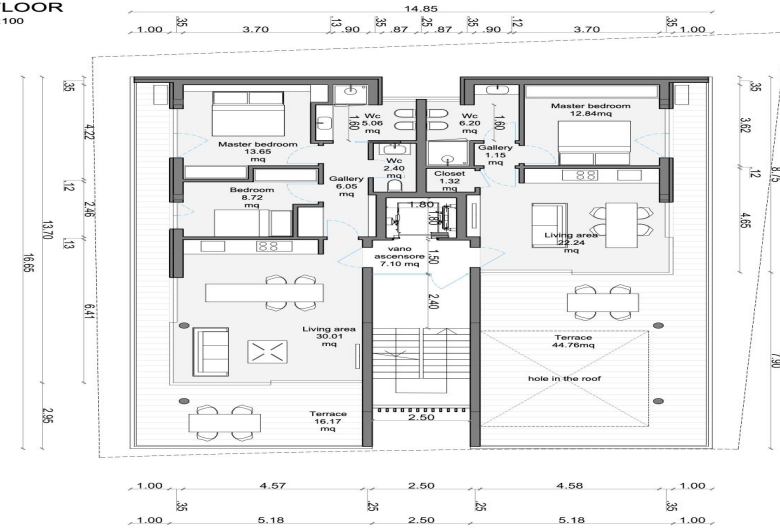 FLOOR
:100
14.85
.35
.13
.35
.25
.35
.12
.35
1.00
3.70
.90
.87
.87
.90
3.70
1.00
.35
4.22
.12
2.46
.13
6.41
13.70
2.95
16.65
.35
3.62
.12
4.65
8.75
7.90
Master bedroom
13.65
mq
1.60
Wc
5.06
mq
Wc
6.20
mq
1.60
Master bedroom
12.84mq
Wc
2.40
mq
Gallery
1.15
mq
Gallery
6.05
mq
Closet
1.32
mq
Bedroom
8.72
mq
1.80
1.80
vano
ascensore
7.10 mq
1.50
2.40
Living area
22.24
mq
Living area
30.01
mq
Terrace
44.76mq
hole in the roof
Terrace
16.17
mq
2.50
1.00
4.57
2.50
4.58
1.00
.35
.25
.25
.35
1.00
5.18
2.50
5.18
1.00